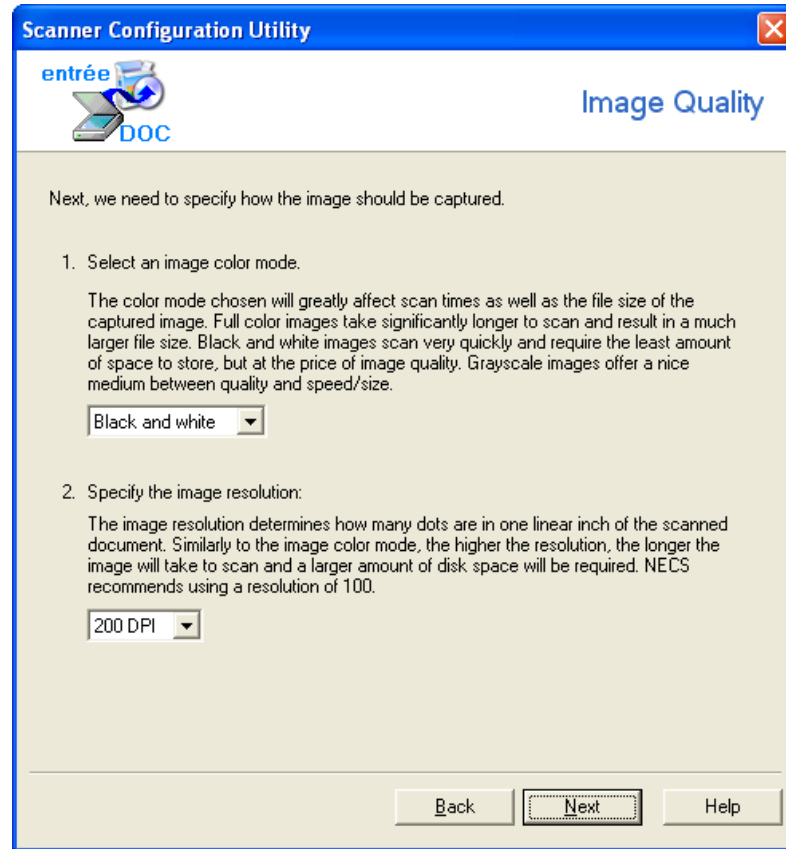 Scanner Configuration Utility
entrée
DOC
Image Quality
Next, we need to specify how the image should be captured.
1. Select an image color mode.
The color mode chosen will greatly affect scan times as well as the file size of the
captured image. Full color images take significantly longer to scan and result in a much
larger file size. Black and white images scan very quickly and require the least amount
of space to store, but at the price of image quality. Grayscale images offer a nice
medium between quality and speed/size.
Black and white
2. Specify the image resolution:
The image resolution determines how many dots are in one linear inch of the scanned
document. Similarly to the image color mode, the higher the resolution, the longer the
image will take to scan and a larger amount of disk space will be required. NECS
recommends using a resolution of 100.
200 DPI
Back
Next
Help